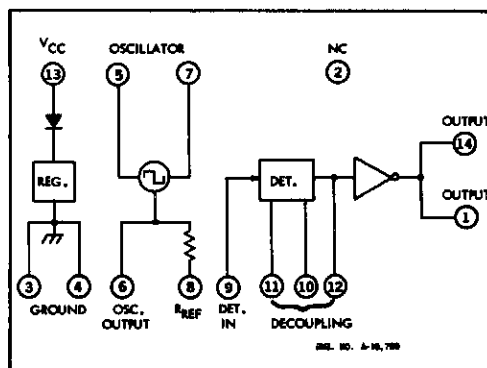 VCC OSCILLATOR NC
13 5 7 2
OUTPUT
14
REG. DET.
OUTPUT
1
3 4 6 8 9 11 10 12
GROUND OSC. OUTPUT RREF DET. IN DECOUPLING